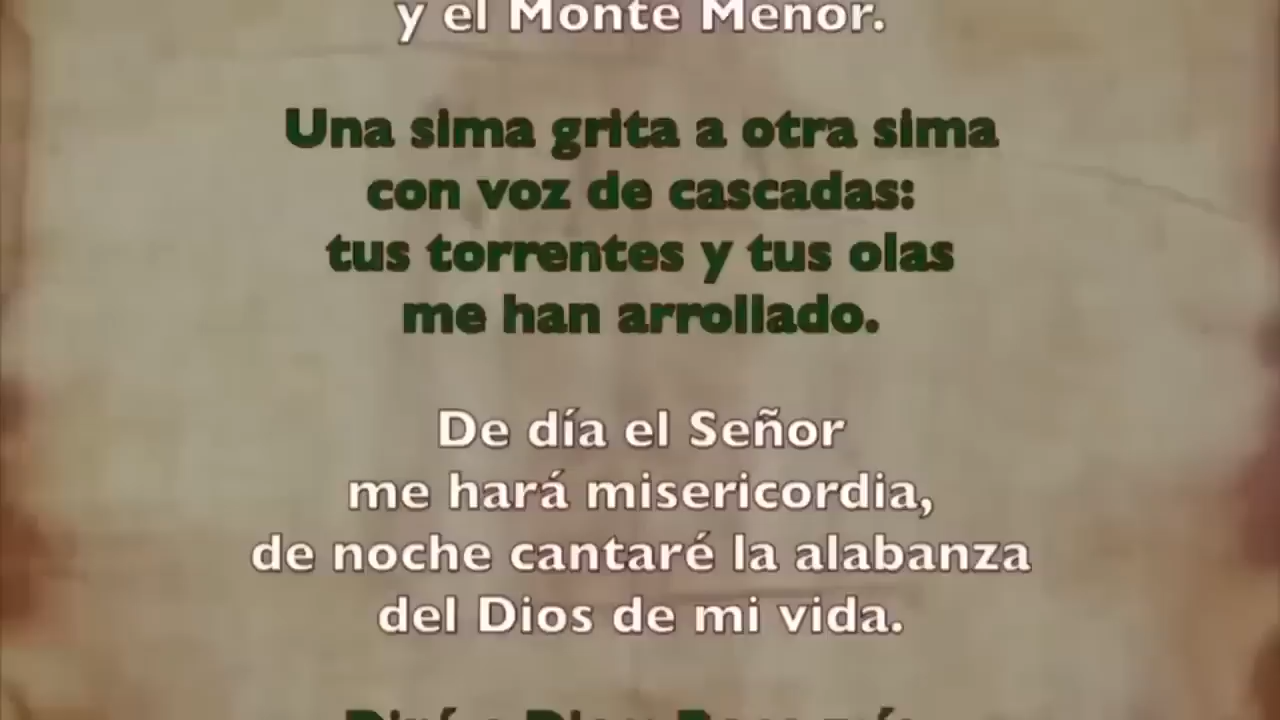 y el Monte Menor.
Una sima grita a otra sima
con voz de cascadas:
tus torrentes y tus olas
me han arrollado.
De día el Señor
me hará misericordia,
de noche cantaré la alabanza
del Dios de mi vida.